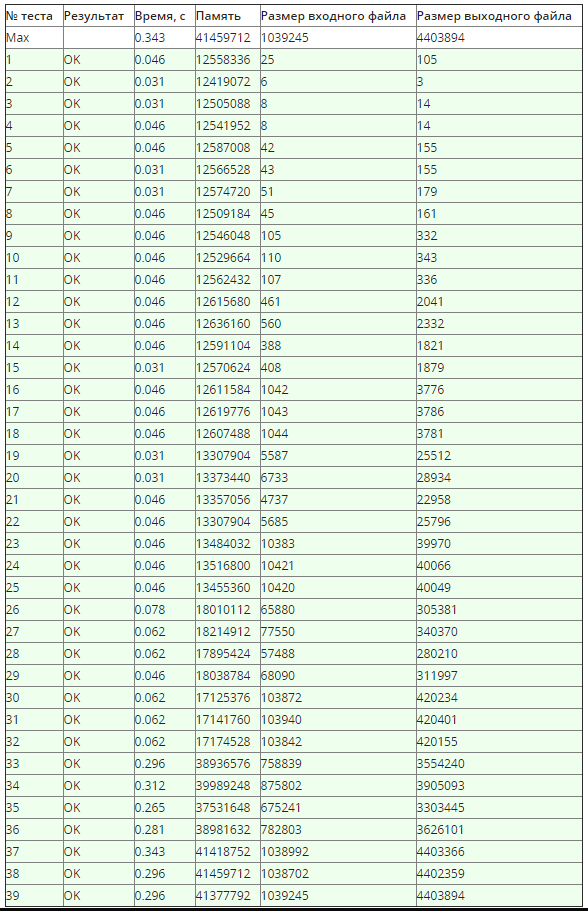 № теста Результат Время, с Память Размер входного файла Размер выходного файла
Max 0.343 41459712 1039245 4403894
1 OK 0.046 12558336 25 105
2 OK 0.031 12419072 6 3
3 OK 0.031 12505088 8 14
4 OK 0.046 12541952 8 14
5 OK 0.046 12587008 42 155
6 OK 0.031 12566528 43 155
7 OK 0.031 12574720 51 179
8 OK 0.046 12509184 45 161
9 OK 0.046 12546048 105 332
10 OK 0.046 12529664 110 343
11 OK 0.046 12562432 107 336
12 OK 0.046 12615680 461 2041
13 OK 0.046 12636160 560 2332
14 OK 0.046 12591104 388 1821
15 OK 0.031 12570624 408 1879
16 OK 0.046 12611584 1042 3776
17 OK 0.046 12619776 1043 3786
18 OK 0.046 12607488 1044 3781
19 OK 0.031 13307904 5587 25512
20 OK 0.031 13373440 6733 28934
21 OK 0.046 13357056 4737 22958
22 OK 0.046 13307904 5685 25796
23 OK 0.046 13484032 10383 39970
24 OK 0.046 13516800 10421 40066
25 OK 0.046 13455360 10420 40049
26 OK 0.078 18010112 65880 305381
27 OK 0.062 18214912 77550 340370
28 OK 0.062 17895424 57488 280210
29 OK 0.046 18038784 68090 311997
30 OK 0.062 17125376 103872 420234
31 OK 0.062 17141760 103940 420401
32 OK 0.062 17174528 103842 420155
33 OK 0.296 38936576 758839 3554240
34 OK 0.312 39989248 875802 3905093
35 OK 0.265 37531648 675241 3303445
36 OK 0.281 38981632 782803 3626101
37 OK 0.343 41418752 1038992 4403366
38 OK 0.296 41459712 1038702 4402359
39 OK 0.296 41377792 1039245 4403894